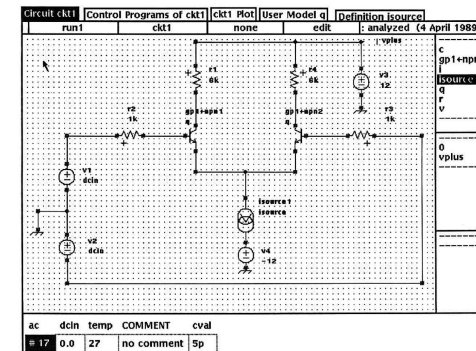 Circuit ckt1 Control Programs of ckt1 ckt1 Plot User Model q Definition isource
run1 ckt1 none edit : analyzed (4 April 1989
vplus
r1
6k
r4
6k
v3
12
r2
1k
gp1+npn1
q
gp1+npn2
q
r3
1k
v1
dcin
isource1
isource
v2
dcin
v4
-12
c
gp1+npn
i
isource
q
r
v
0
vplus
ac dcin temp COMMENT cval
# 17 0.0 27 no comment 5p